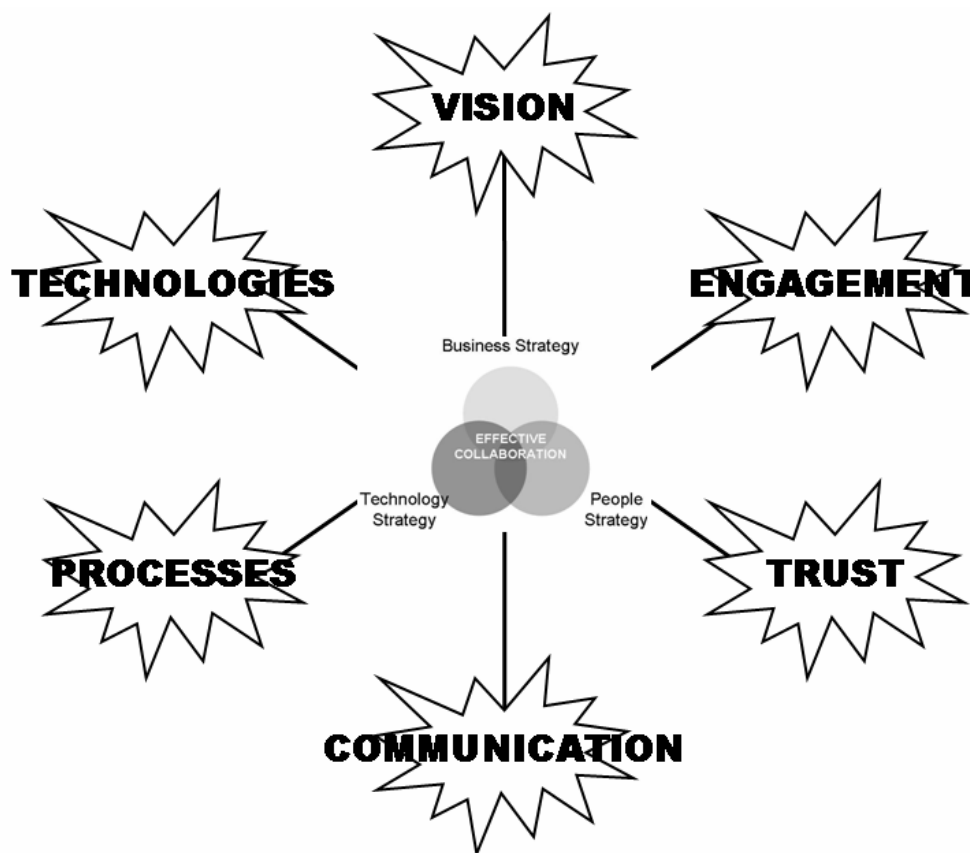 VISION
TECHNOLOGIES
ENGAGEMENT
Business Strategy
EFFECTIVE
COLLABORATION
Technology
Strategy
People
Strategy
PROCESSES
TRUST
COMMUNICATION